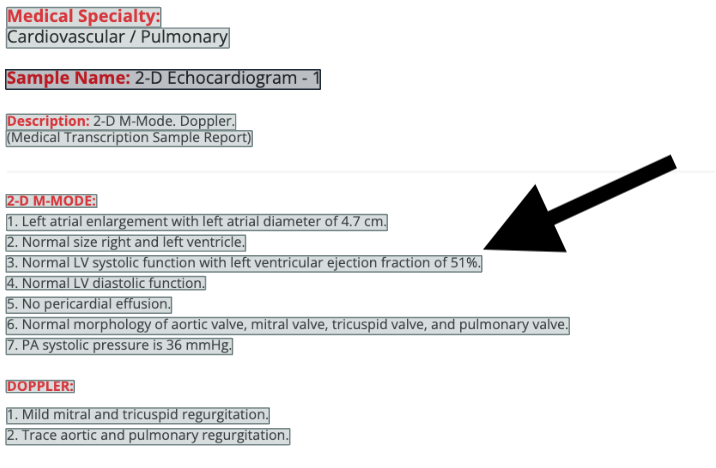 Medical Specialty:
Cardiovascular / Pulmonary
Sample Name: 2-D Echocardiogram - 1
Description: 2-D M-Mode. Doppler.
(Medical Transcription Sample Report)
2-D M-MODE:
1. Left atrial enlargement with left atrial diameter of 4.7 cm.
2. Normal size right and left ventricle.
3. Normal LV systolic function with left ventricular ejection fraction of 51%.
4. Normal LV diastolic function.
5. No pericardial effusion.
6. Normal morphology of aortic valve, mitral valve, tricuspid valve, and pulmonary valve.
7. PA systolic pressure is 36 mmHg.
DOPPLER:
1. Mild mitral and tricuspid regurgitation.
2. Trace aortic and pulmonary regurgitation.